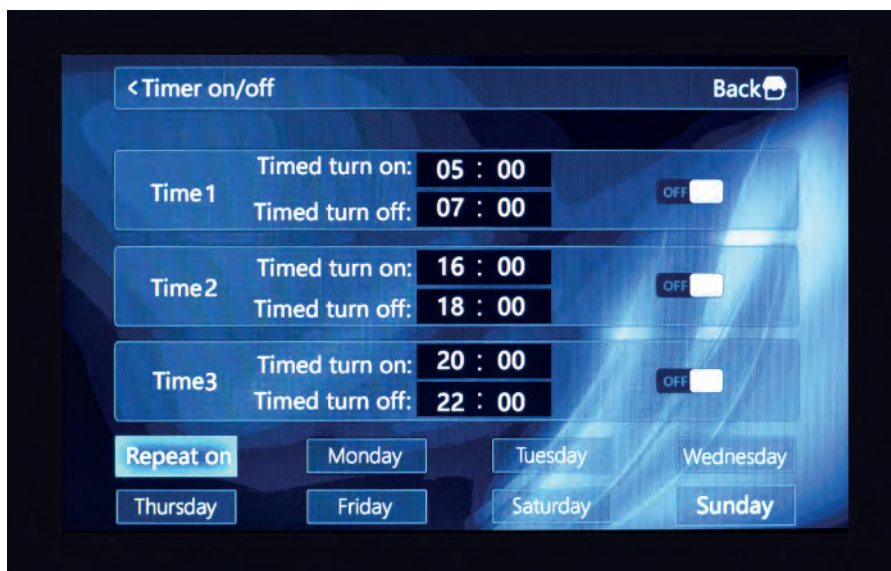 <Timer on/off Back
Time1
Timed turn on: 05 : 00
Timed turn off: 07 : 00
OFF
Time2
Timed turn on: 16 : 00
Timed turn off: 18 : 00
OFF
Time3
Timed turn on: 20 : 00
Timed turn off: 22 : 00
OFF
Repeat on Monday Tuesday Wednesday
Thursday Friday Saturday Sunday